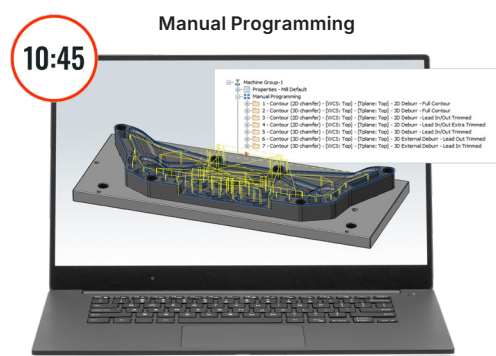 Manual Programming
10:45
Machine Group-1
Properties - Mill Default
Manual Programming
1 - Contour (3D chamfer) - [WCS: Top] - [Tplane: Top] - 2D Deburr - Full Contour
2 - Contour (3D chamfer) - [WCS: Top] - [Tplane: Top] - 3D Deburr - Full Contour
3 - Contour (2D chamfer) - [WCS: Top] - [Tplane: Top] - 2D Deburr - Lead In/Out Trimmed
4 - Contour (3D chamfer) - [WCS: Top] - [Tplane: Top] - 3D Deburr - Lead In/Out Extra Trimmed
5 - Contour (3D chamfer) - [WCS: Top] - [Tplane: Top] - 3D Deburr - Lead In/Out Trimmed
6 - Contour (3D chamfer) - [WCS: Top] - [Tplane: Top] - 3D External Deburr - Lead Out Trimmed
7 - Contour (3D chamfer) - [WCS: Top] - [Tplane: Top] - 3D External Deburr - Lead In Trimmed